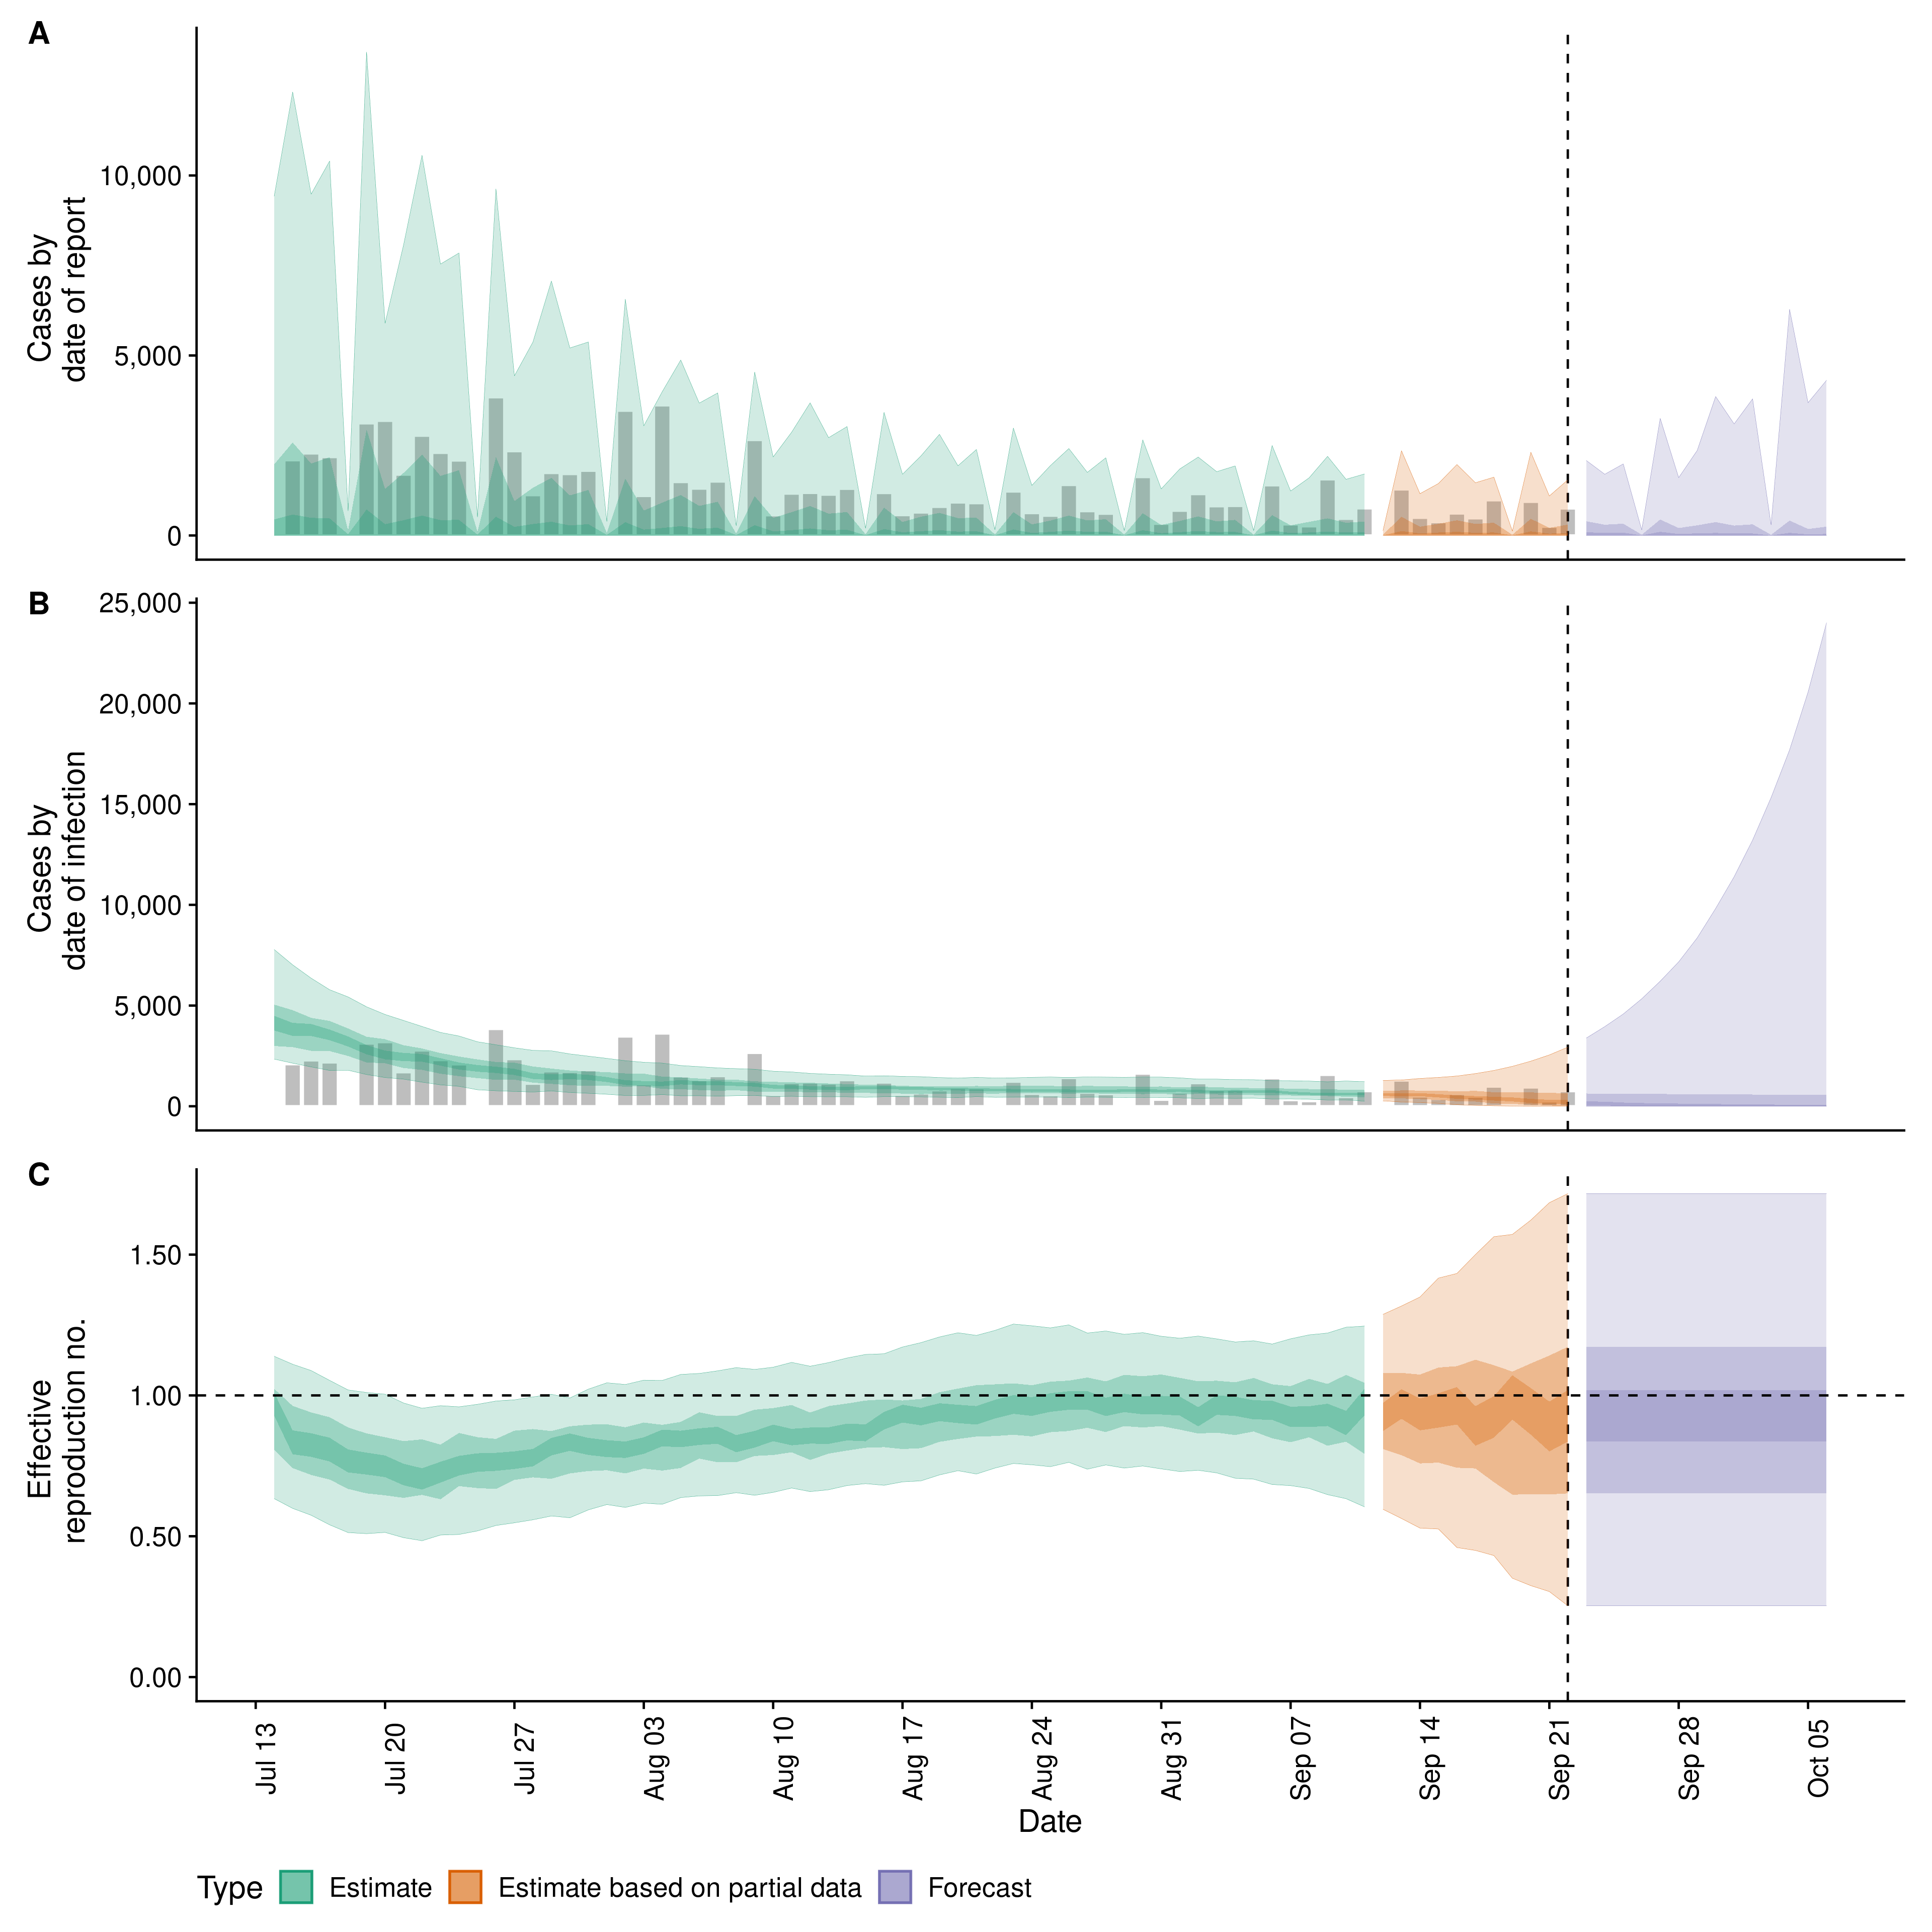 A
Cases by
date of report
10,000
5,000
0
B
Cases by
date of infection
25,000
20,000
15,000
10,000
5,000
0
C
Effective
reproduction no.
1.50
1.00
0.50
0.00
Jul 13
Jul 20
Jul 27
Aug 03
Aug 10
Aug 17
Aug 24
Aug 31
Sep 07
Sep 14
Sep 21
Sep 28
Oct 05
Date
Type Estimate Estimate based on partial data Forecast